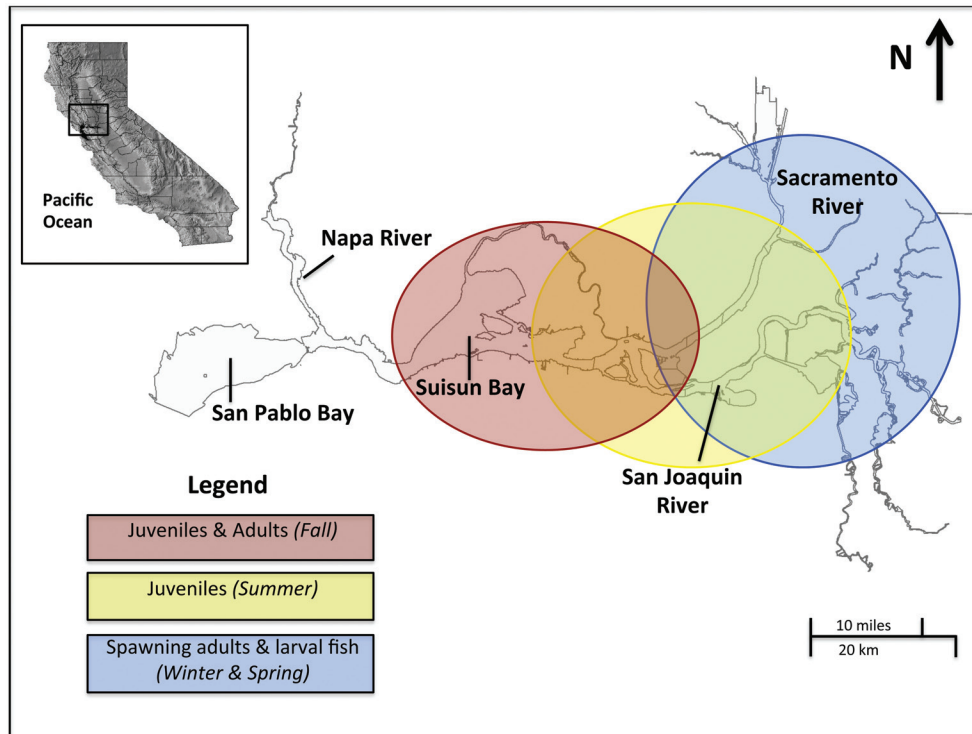 Pacific
Ocean
N
Sacramento
River
Napa River
Suisun Bay
San Pablo Bay
San Joaquin
River
Legend
Juveniles & Adults (Fall)
Juveniles (Summer)
Spawning adults & larval fish
(Winter & Spring)
10 miles
20 km